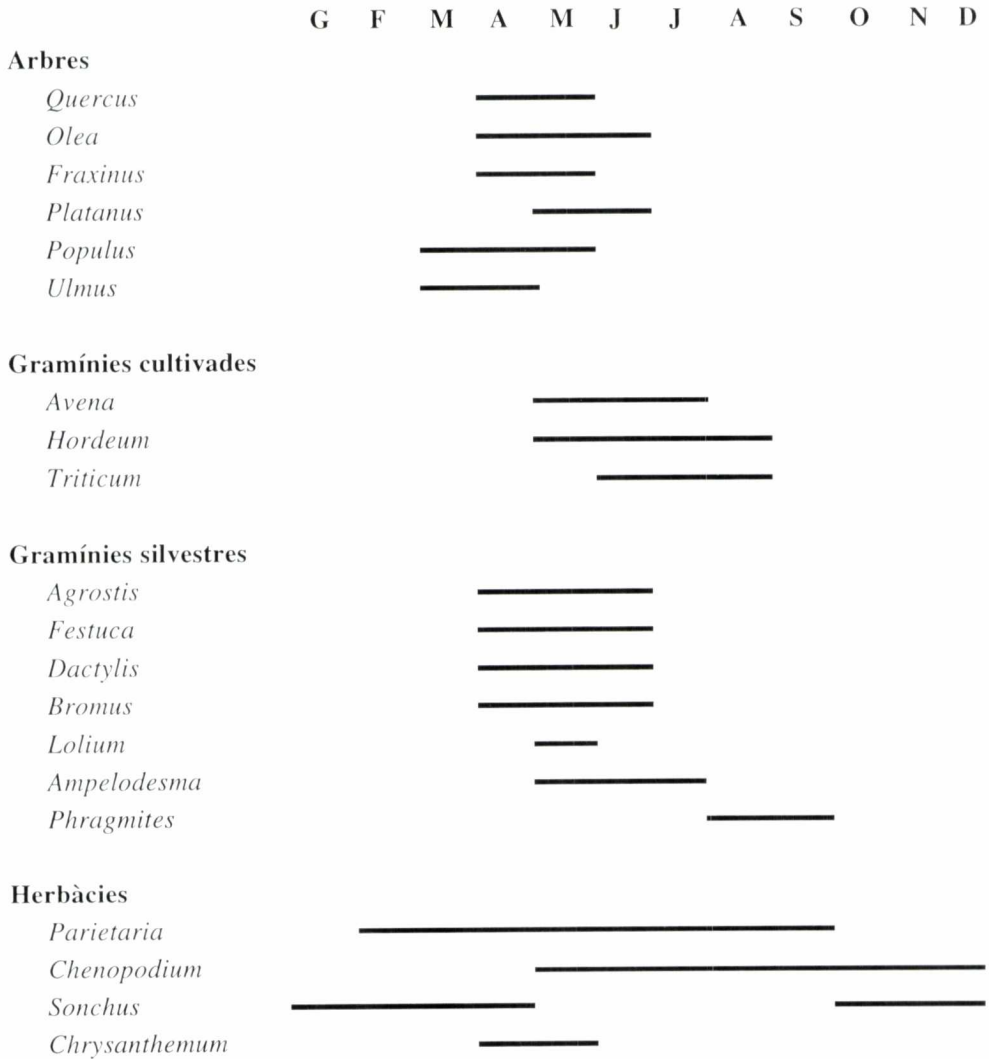 G F M A M J J A S O N D
Arbres
Quercus
Olea
Fraxinus
Platanus
Populus
Ulmus
Gramínies cultivades
Avena
Hordeum
Triticum
Gramínies silvestres
Agrostis
Festuca
Dactylis
Bromus
Lolium
Ampelodesma
Phragmites
Herbàcies
Parietaria
Chenopodium
Sonchus
Chrysanthemum